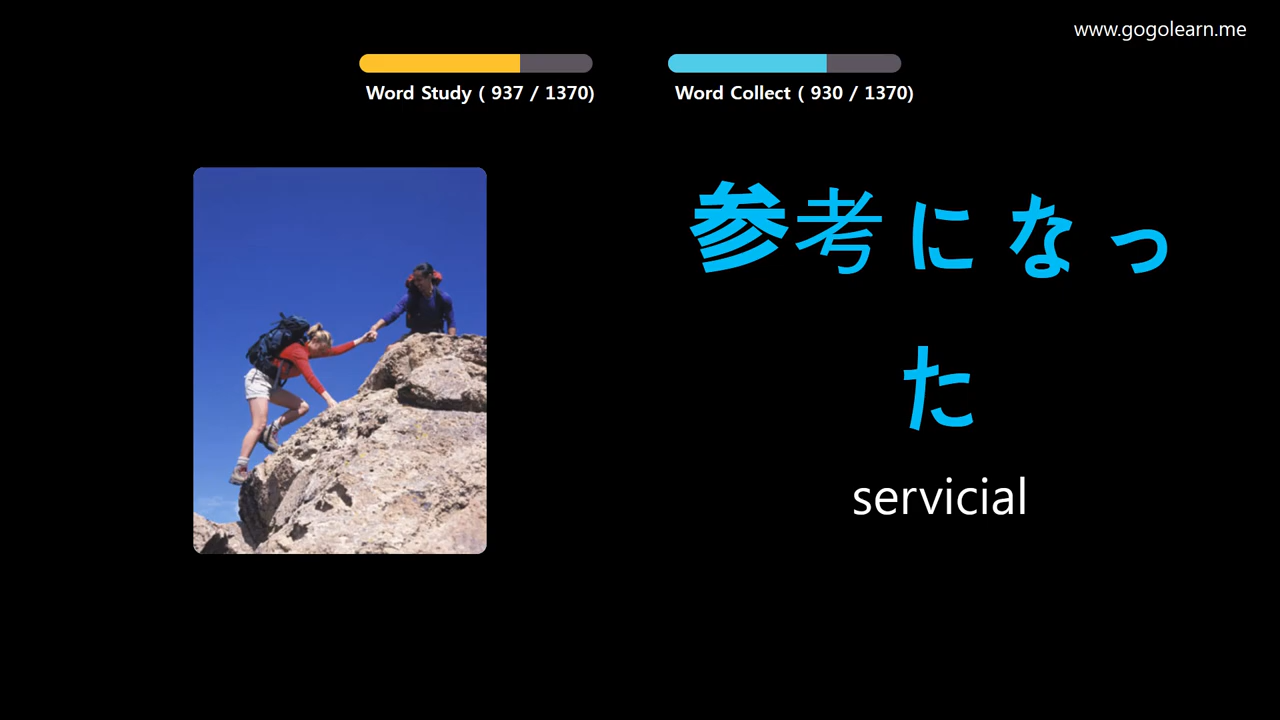 www.gogolearn.me
Word Study ( 937 / 1370)
Word Collect ( 930 / 1370)
参考になっ
た
servicial